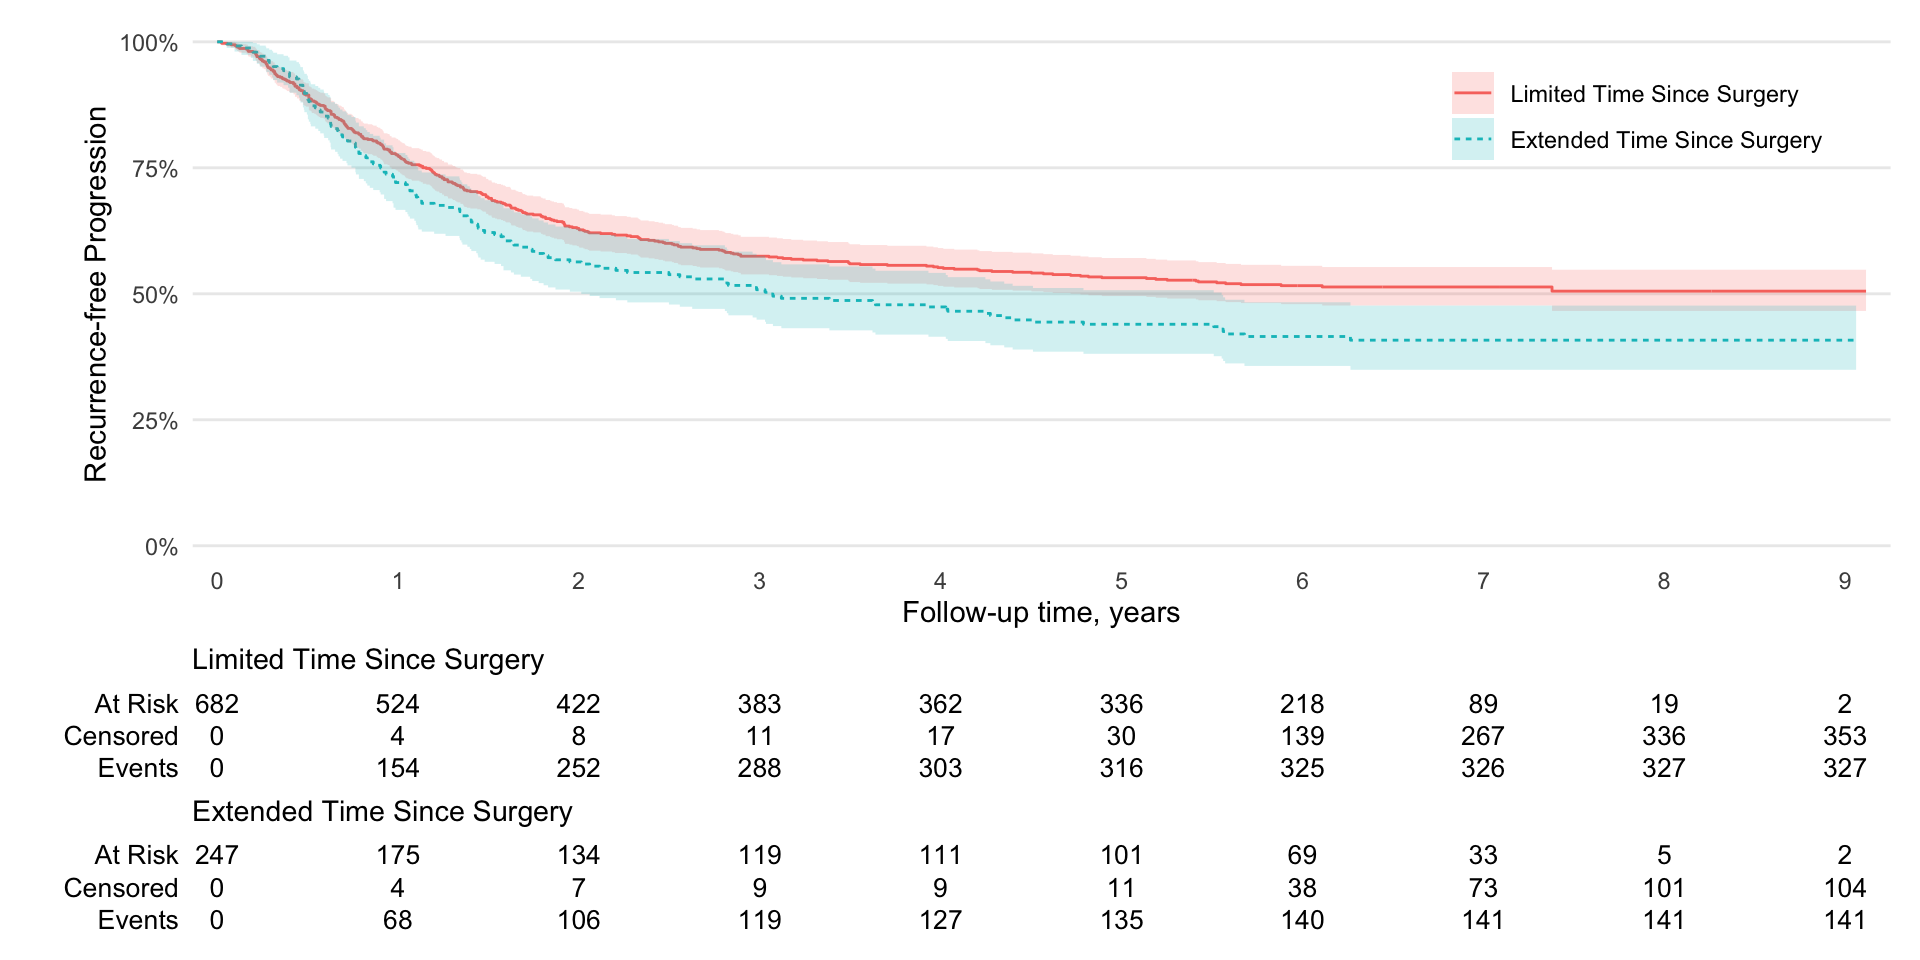 100%
75%
50%
25%
0%
Recurrence-free Progression
Limited Time Since Surgery
Extended Time Since Surgery
0 1 2 3 4 5 6 7 8 9
Follow-up time, years
Limited Time Since Surgery
At Risk 682 524 422 383 362 336 218 89 19 2
Censored 0 4 8 11 17 30 139 267 336 353
Events 0 154 252 288 303 316 325 326 327 327
Extended Time Since Surgery
At Risk 247 175 134 119 111 101 69 33 5 2
Censored 0 4 7 9 9 11 38 73 101 104
Events 0 68 106 119 127 135 140 141 141 141